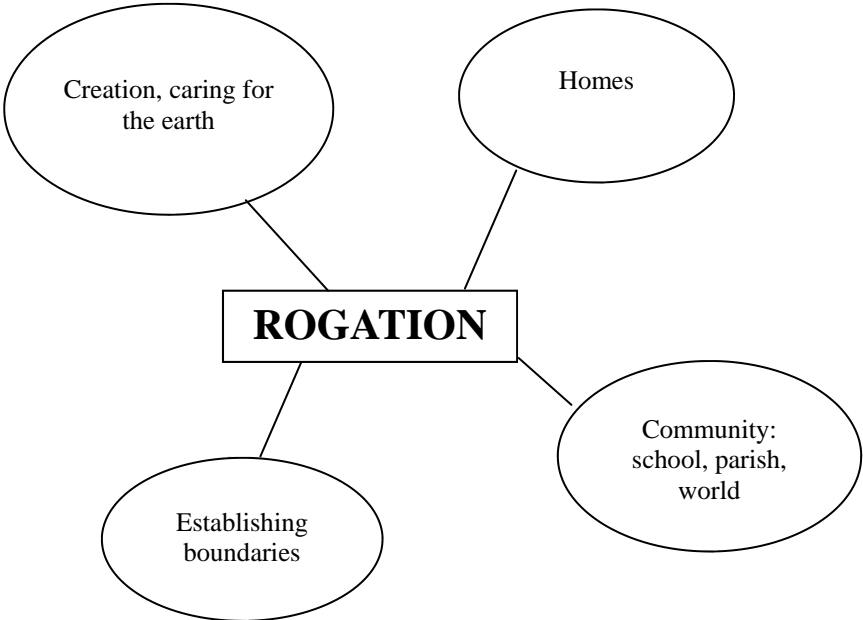 Creation, caring for
the earth
Homes
ROGATION
Community:
school, parish,
world
Establishing
boundaries